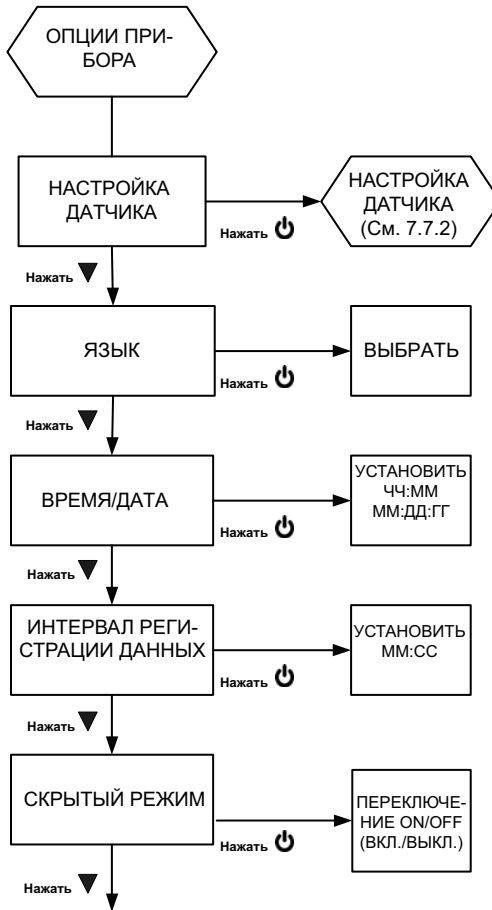 ОПЦИИ ПРИ-
БОРА
НАСТРОЙКА
ДАТЧИКА
Нажать
НАСТРОЙКА
ДАТЧИКА
(См. 7.7.2)
Нажать
ЯЗЫК
Нажать
ВЫБРАТЬ
Нажать
ВРЕМЯ/ДАТА
Нажать
УСТАНОВИТЬ
ЧЧ:ММ
ММ:ДД:ГГ
Нажать
ИНТЕРВАЛ РЕГИ-
СТРАЦИИ ДАННЫХ
Нажать
УСТАНОВИТЬ
ММ:СС
Нажать
СКРЫТЫЙ РЕЖИМ
Нажать
ПЕРЕКЛЮЧЕ-
НИЕ ON/OFF
(ВКЛ./ВЫКЛ.)
Нажать